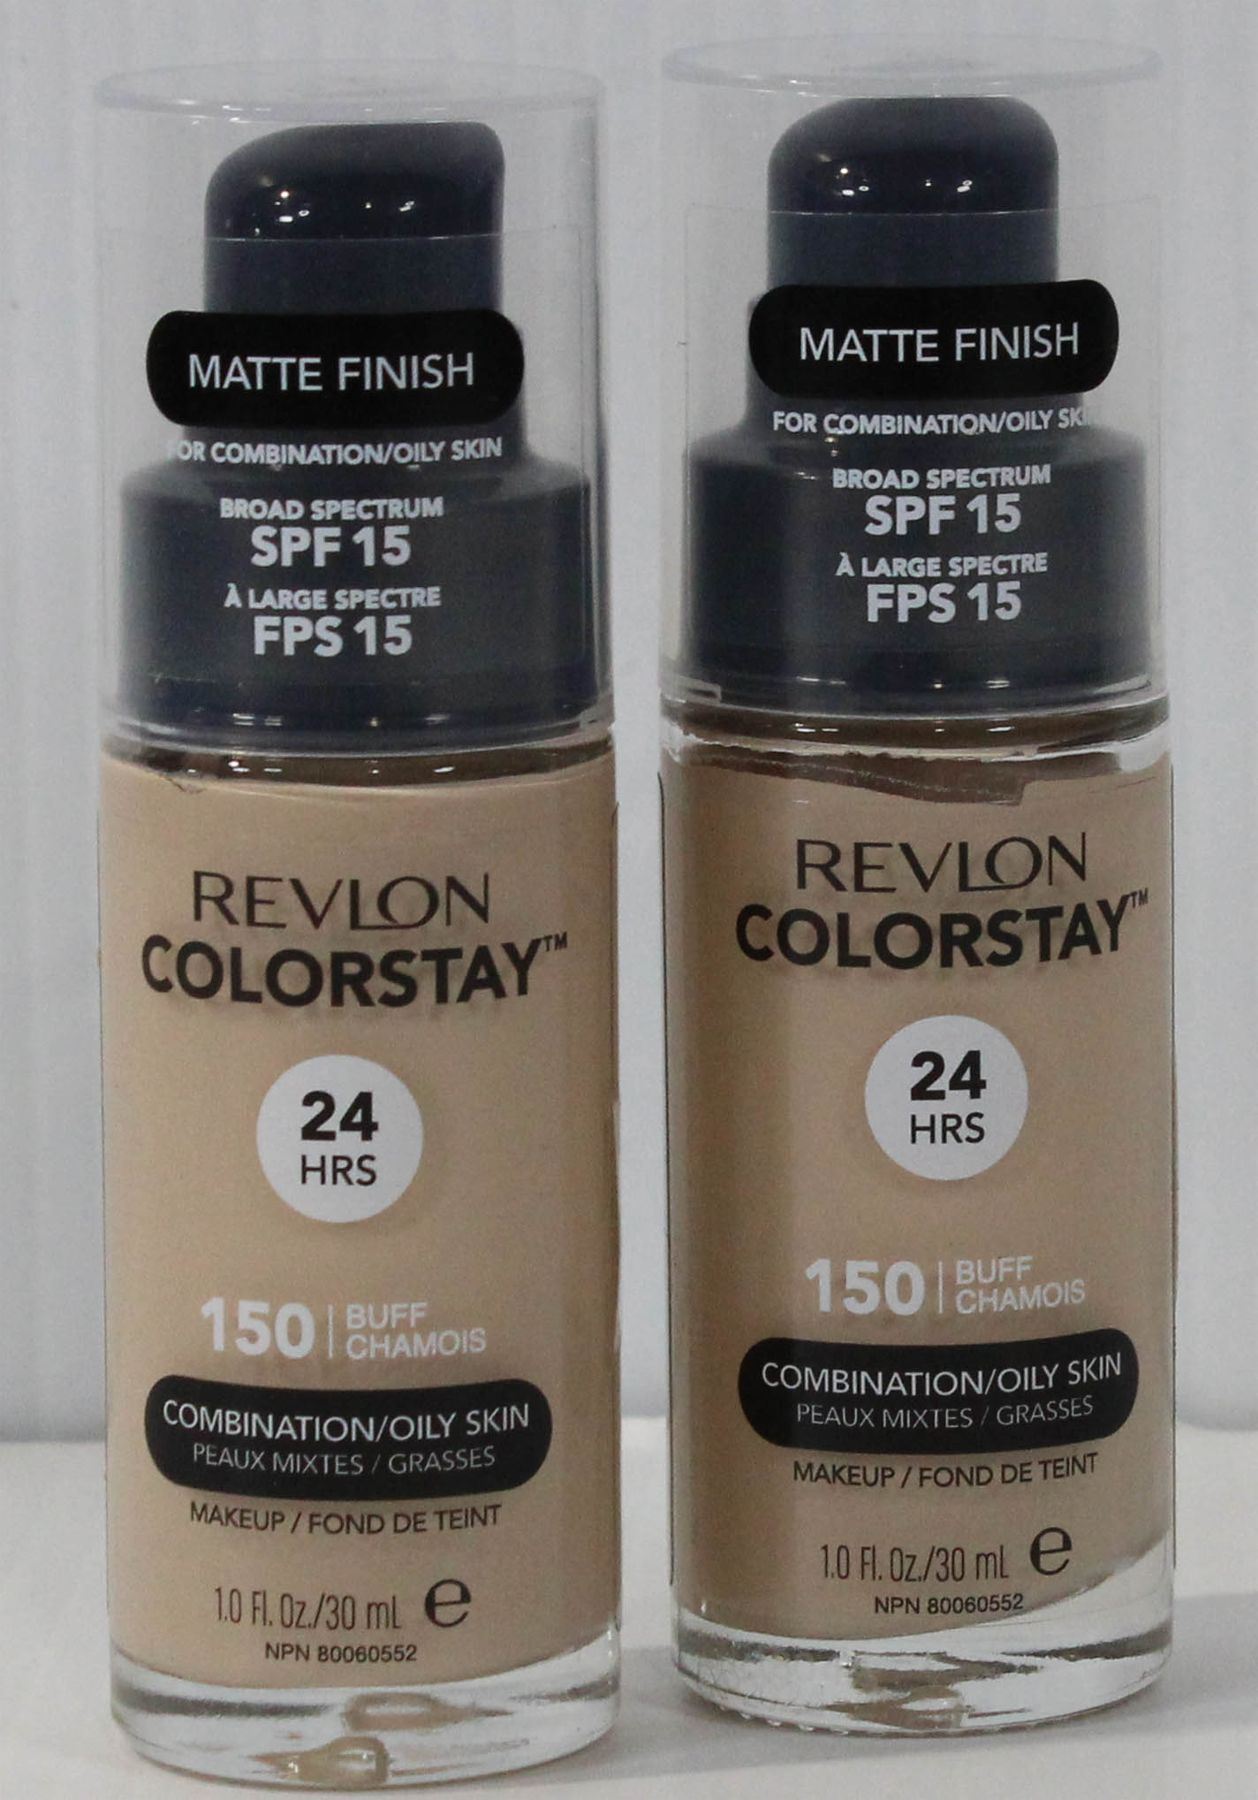 MATTE FINISH
FOR COMBINATION/OILY SKIN
BROAD SPECTRUM
SPF 15
À LARGE SPECTRE
FPS 15
REVLON
COLORSTAY™
24
HRS
150 | BUFF
CHAMOIS
COMBINATION/OILY SKIN
PEAUX MIXTES / GRASSES
MAKEUP / FOND DE TEINT
1.0 Fl. Oz./30 mL e
NPN 80060552
MATTE FINISH
FOR COMBINATION/OILY SKIN
BROAD SPECTRUM
SPF 15
À LARGE SPECTRE
FPS 15
REVLON
COLORSTAY™
24
HRS
150 | BUFF
CHAMOIS
COMBINATION/OILY SKIN
PEAUX MIXTES / GRASSES
MAKEUP / FOND DE TEINT
1.0 Fl. Oz./30 mL e
NPN 80060552